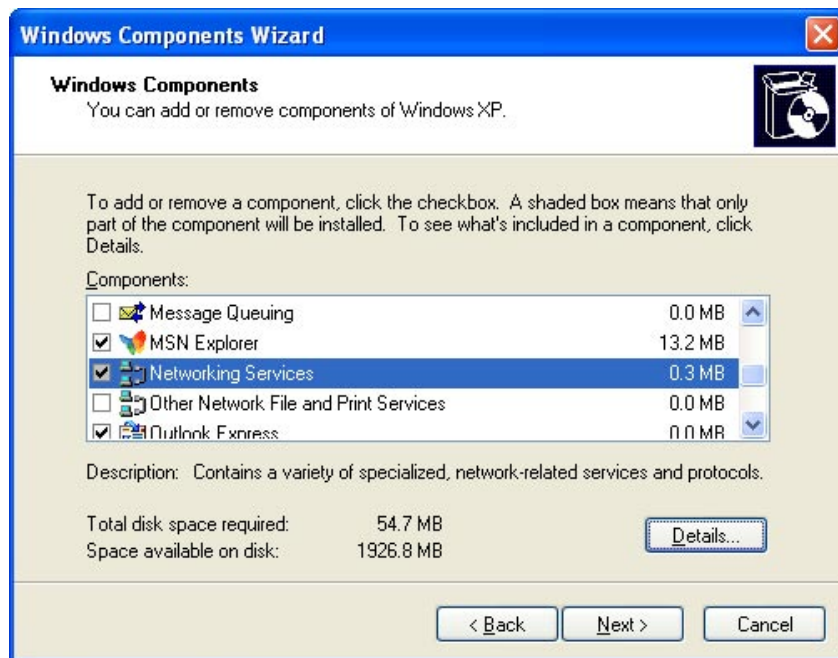 Windows Components Wizard
Windows Components
You can add or remove components of Windows XP.
To add or remove a component, click the checkbox. A shaded box means that only
part of the component will be installed. To see what's included in a component, click
Details.
Components:
Message Queuing 0.0 MB
MSN Explorer 13.2 MB
Networking Services 0.3 MB
Other Network File and Print Services 0.0 MB
Outlook Express 0.0 MB
Description: Contains a variety of specialized, network-related services and protocols.
Total disk space required: 54.7 MB
Space available on disk: 1926.8 MB
Details...
< Back Next > Cancel